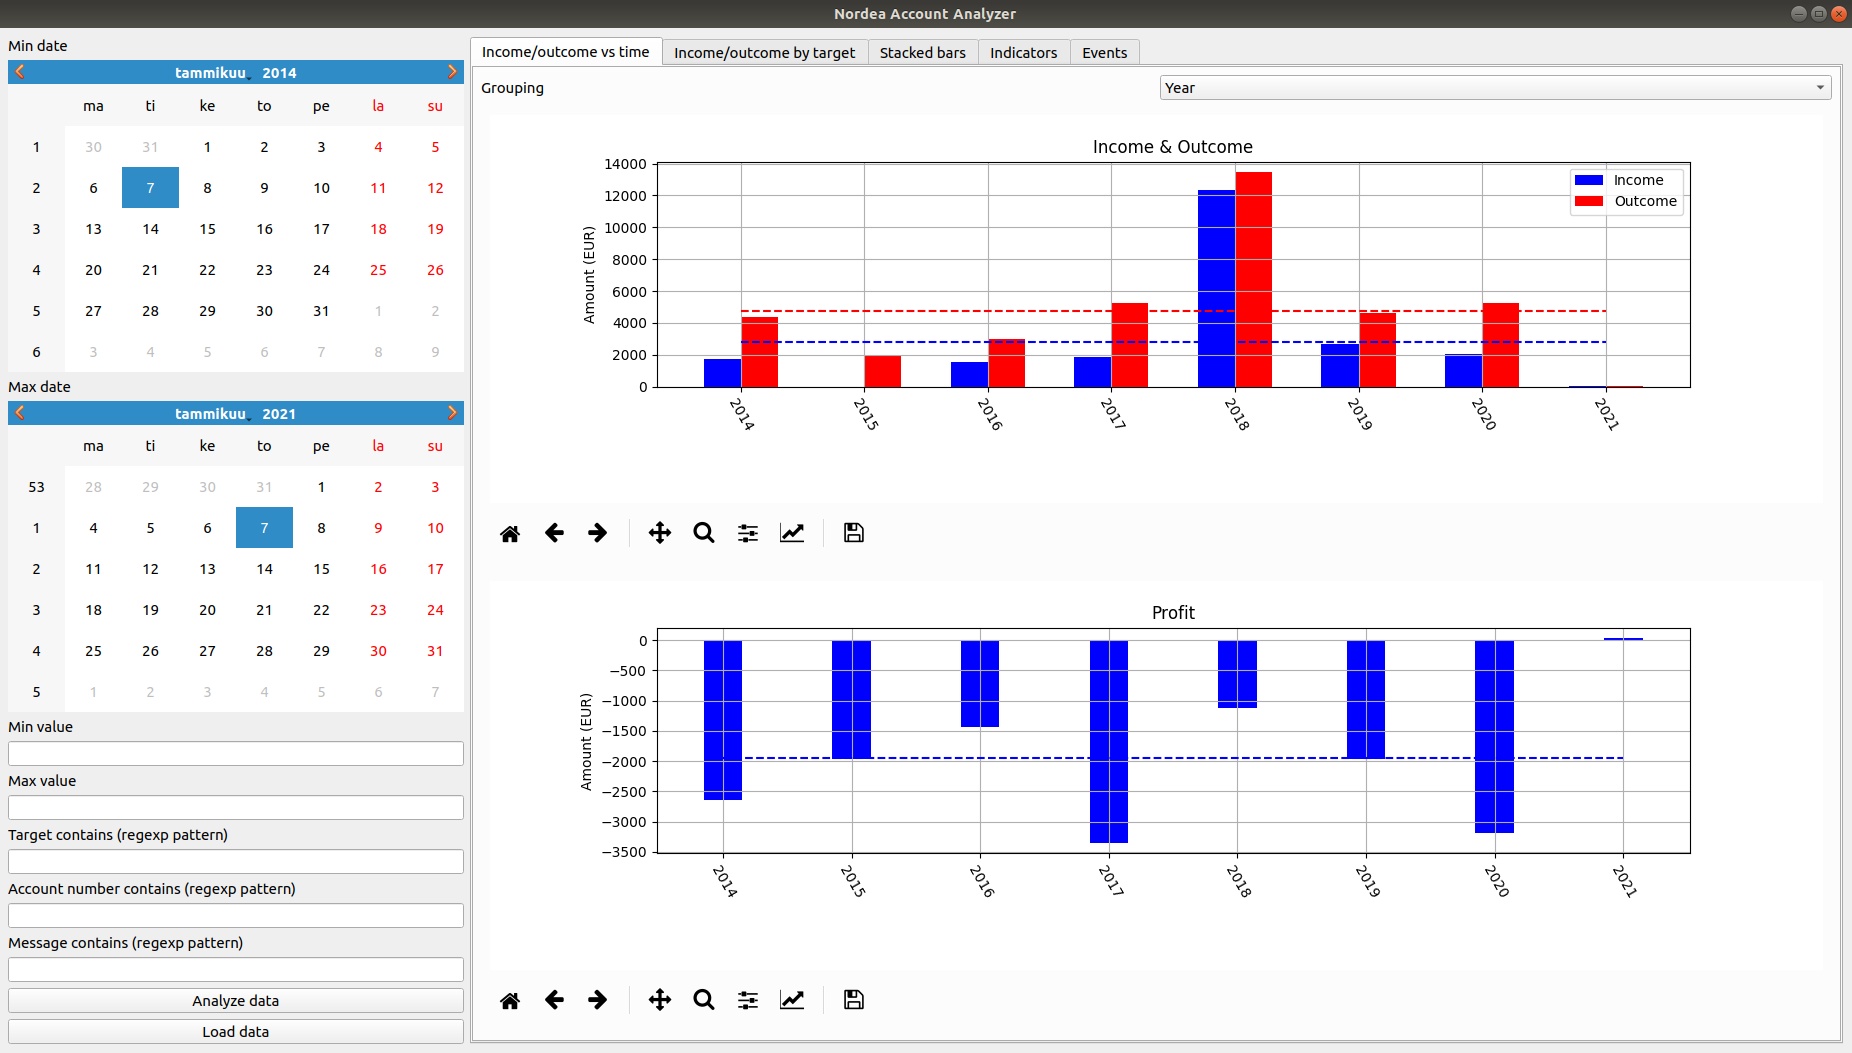 Nordea Account Analyzer
Min date
tammikuu 2014
ma ti ke to pe la su
1 30 31 1 2 3 4 5
2 6 7 8 9 10 11 12
3 13 14 15 16 17 18 19
4 20 21 22 23 24 25 26
5 27 28 29 30 31 1 2
6 3 4 5 6 7 8 9
Max date
tammikuu 2021
ma ti ke to pe la su
53 28 29 30 31 1 2 3
1 4 5 6 7 8 9 10
2 11 12 13 14 15 16 17
3 18 19 20 21 22 23 24
4 25 26 27 28 29 30 31
5 1 2 3 4 5 6 7
Min value
Max value
Target contains (regexp pattern)
Account number contains (regexp pattern)
Message contains (regexp pattern)
Analyze data
Load data
Income/outcome vs time Income/outcome by target Stacked bars Indicators Events
Grouping Year
Income & Outcome
Amount (EUR)
14000
12000
10000
8000
6000
4000
2000
0
Income
Outcome
2014 2015 2016 2017 2018 2019 2020 2021
Profit
Amount (EUR)
0
−500
−1000
−1500
−2000
−2500
−3000
−3500
2014 2015 2016 2017 2018 2019 2020 2021